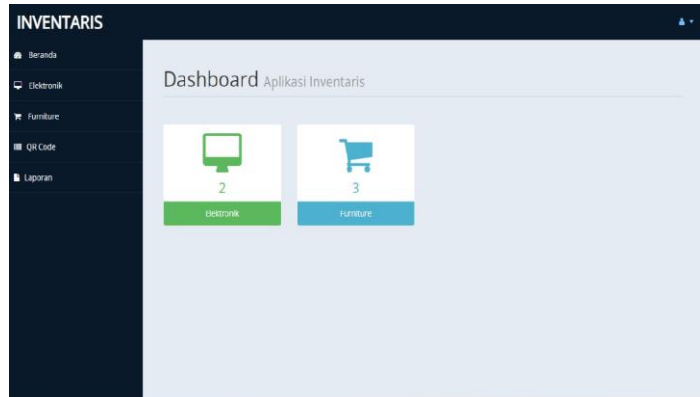 INVENTARIS
Beranda
Elektronik
Furniture
QR Code
Laporan
Dashboard Aplikasi Inventaris
2
Elektronik
3
Furniture